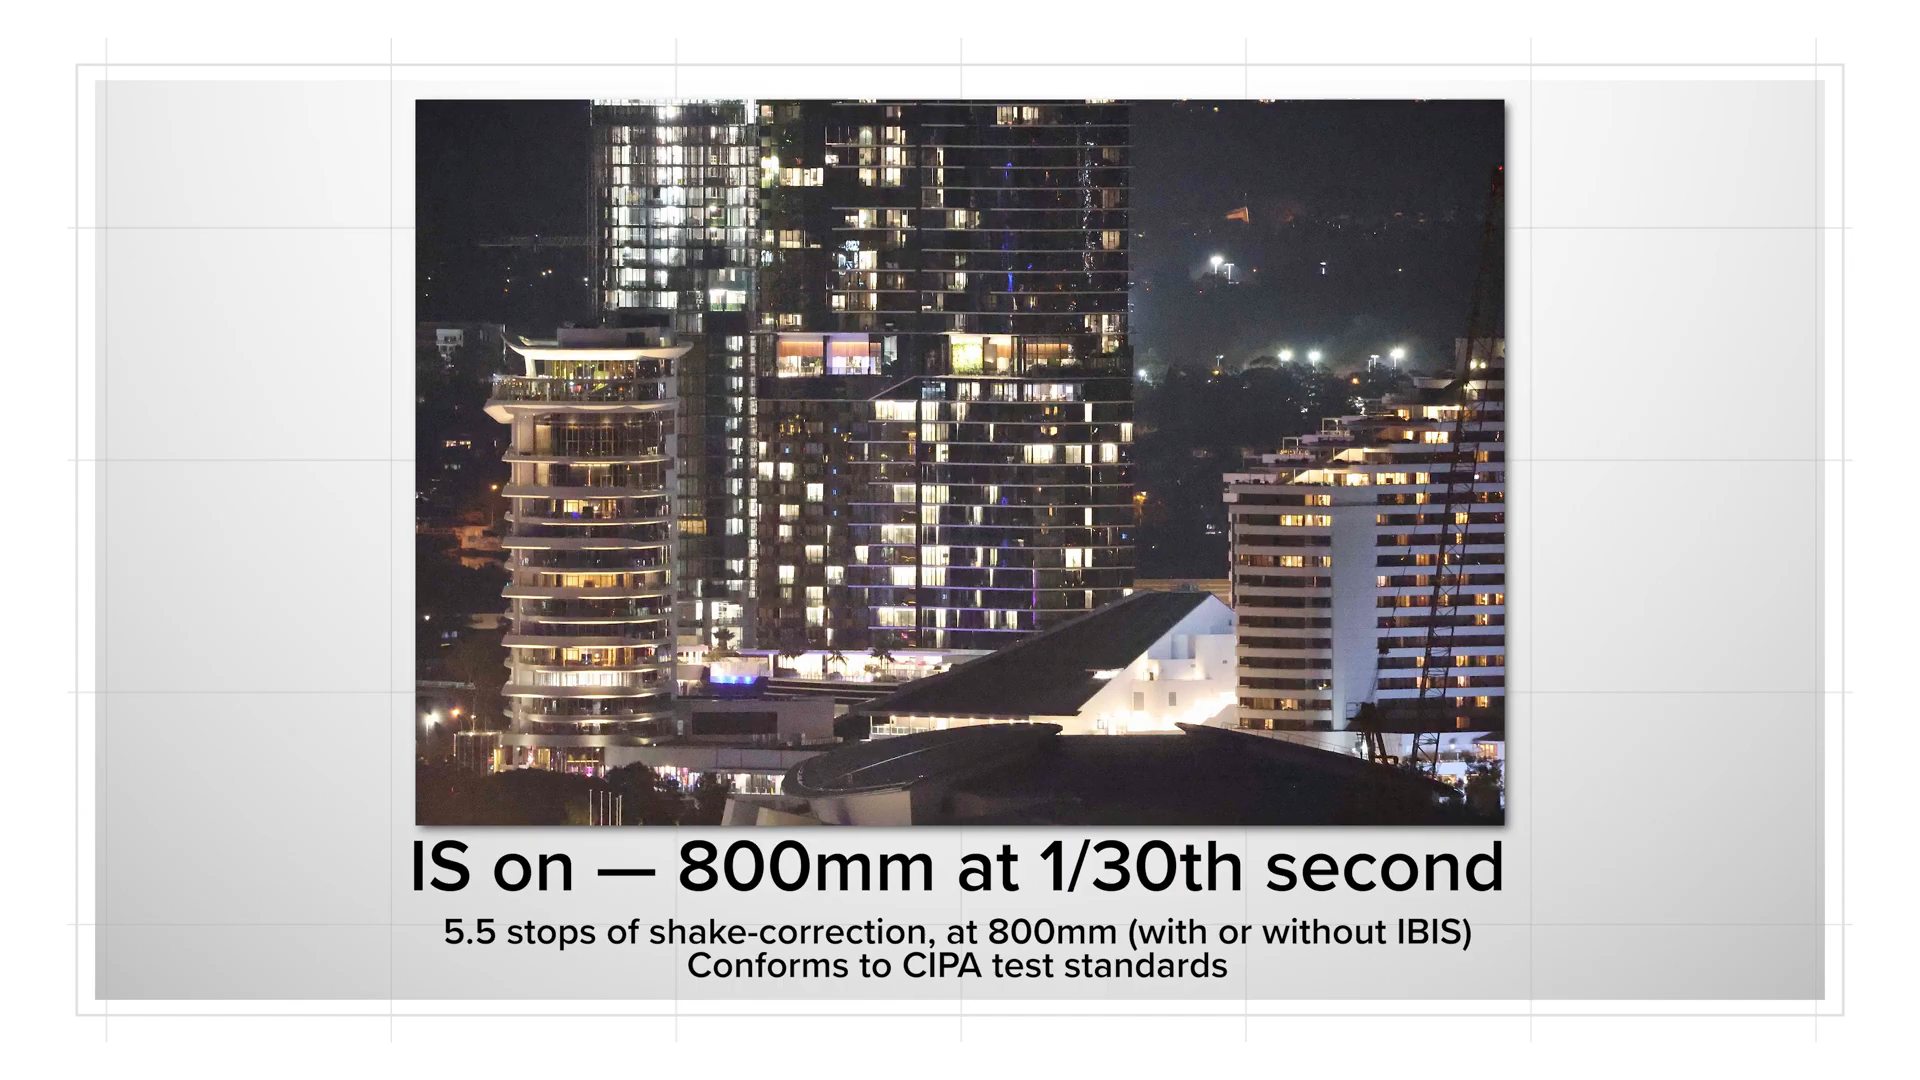 IS on — 800mm at 1/30th second
5.5 stops of shake-correction, at 800mm (with or without IBIS)
Conforms to CIPA test standards